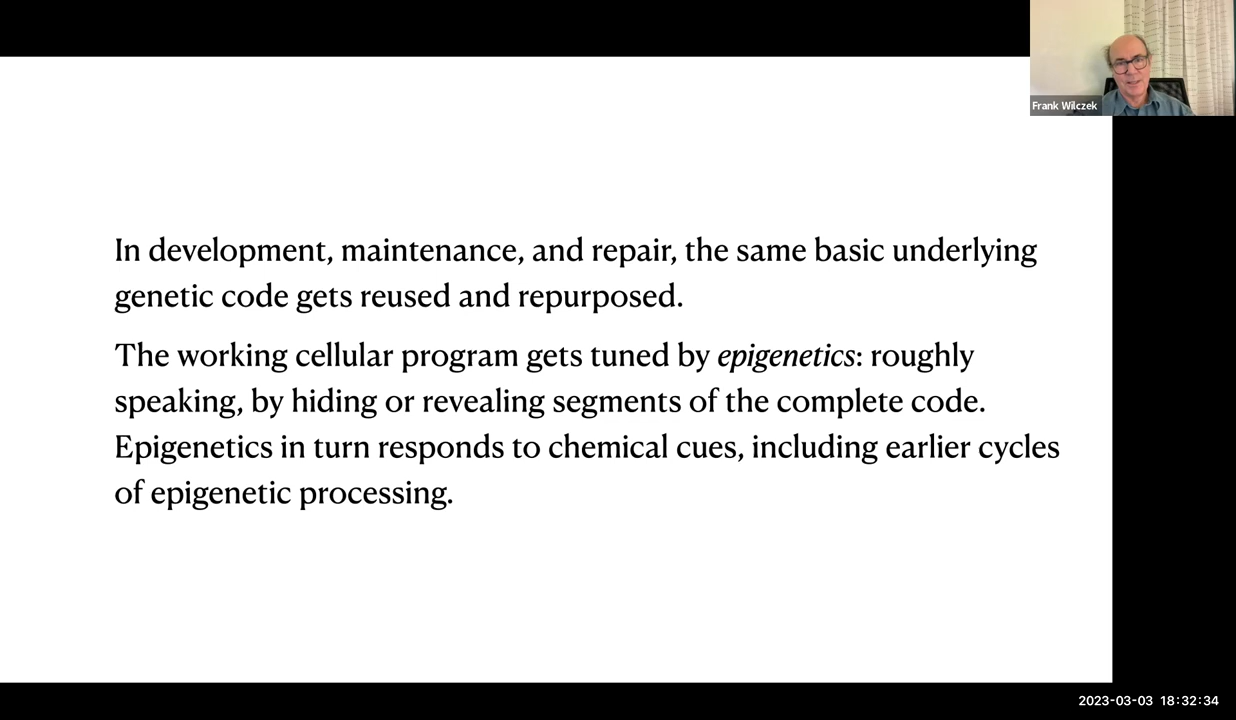 Frank Wilczek
In development, maintenance, and repair, the same basic underlying
genetic code gets reused and repurposed.
The working cellular program gets tuned by epigenetics: roughly
speaking, by hiding or revealing segments of the complete code.
Epigenetics in turn responds to chemical cues, including earlier cycles
of epigenetic processing.
2023-03-03 18:32:34